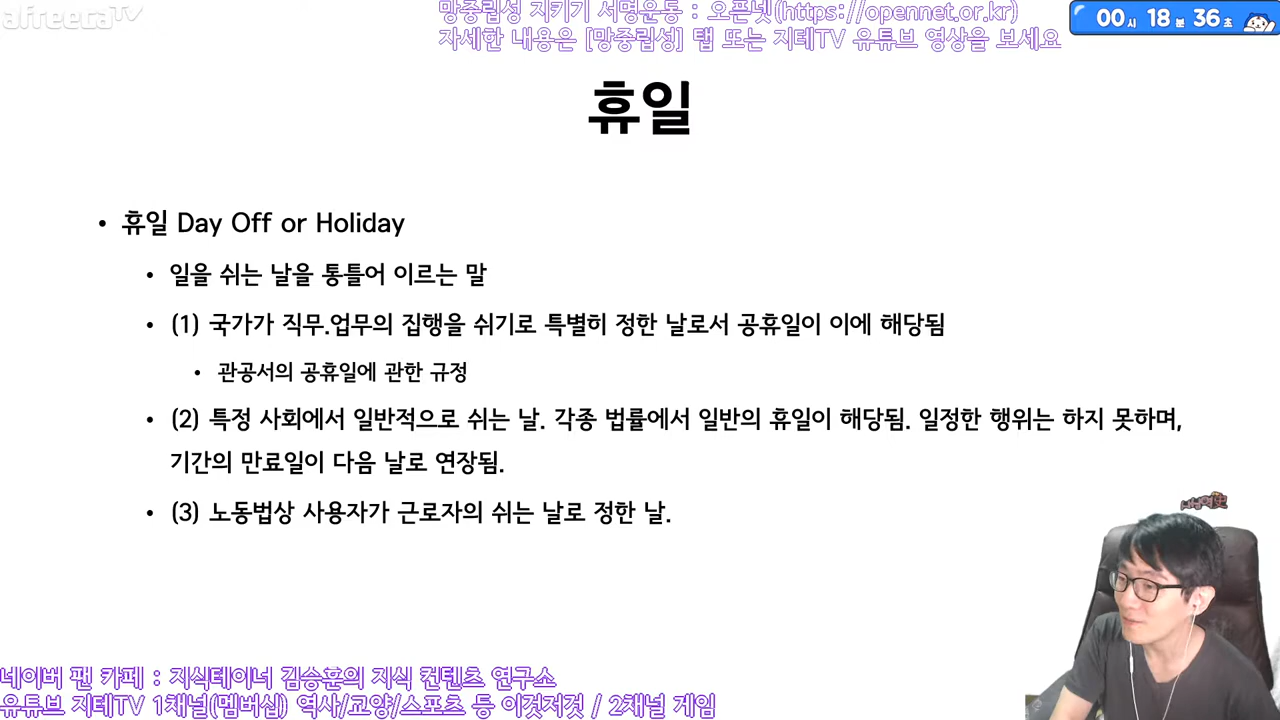 afreecaTV
망중립성 지키기 서명운동 : 오픈넷(https://opennet.or.kr)
자세한 내용은 [망중립성] 탭 또는 지테TV 유튜브 영상을 보세요
00시 18분 36초
휴일
• 휴일 Day Off or Holiday
• 일을 쉬는 날을 통틀어 이르는 말
• (1) 국가가 직무.업무의 집행을 쉬기로 특별히 정한 날로서 공휴일이 이에 해당됨
• 관공서의 공휴일에 관한 규정
• (2) 특정 사회에서 일반적으로 쉬는 날. 각종 법률에서 일반의 휴일이 해당됨. 일정한 행위는 하지 못하며,
기간의 만료일이 다음 날로 연장됨.
• (3) 노동법상 사용자가 근로자의 쉬는 날로 정한 날.
네이버 팬 카페 : 지식테이너 김승훈의 지식 컨텐츠 연구소
유튜브 지테TV 1채널(멤버십) 역사/교양/스포츠 등 이것저것 / 2채널 게임